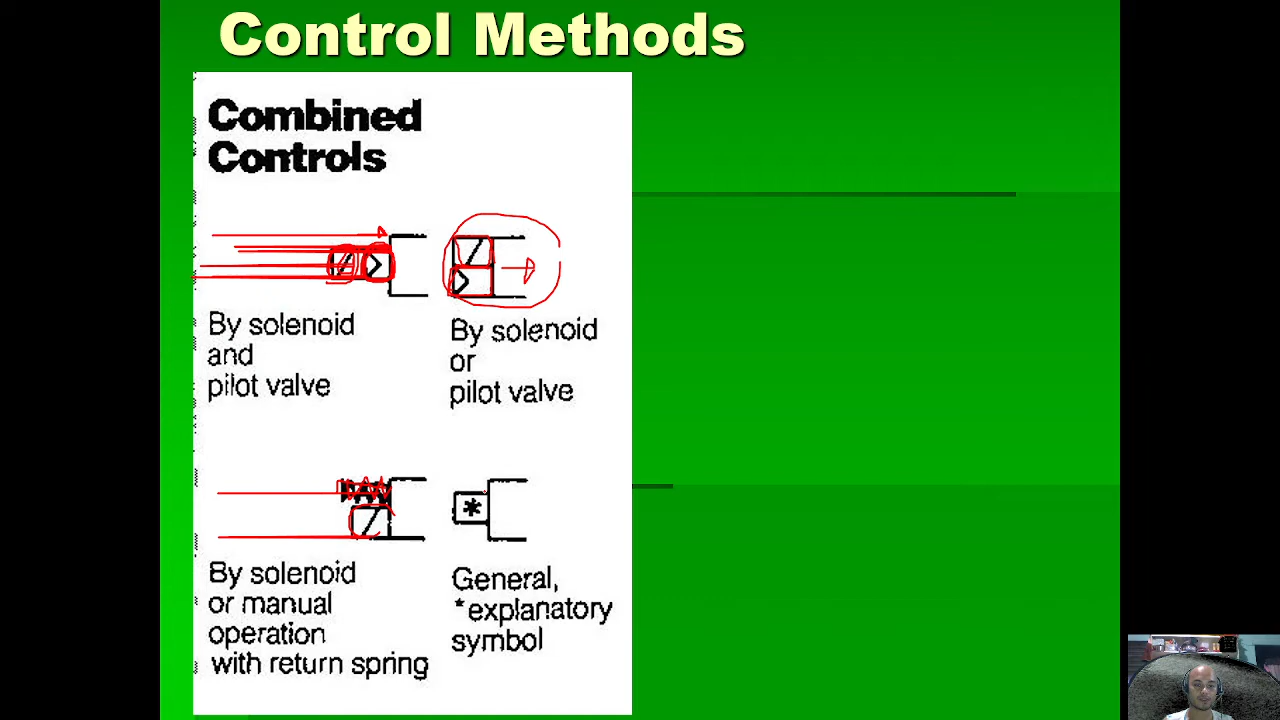 Control Methods
Combined
Controls
By solenoid
and
pilot valve
By solenoid
or
pilot valve
*
By solenoid
or manual
operation
with return spring
General,
*explanatory
symbol